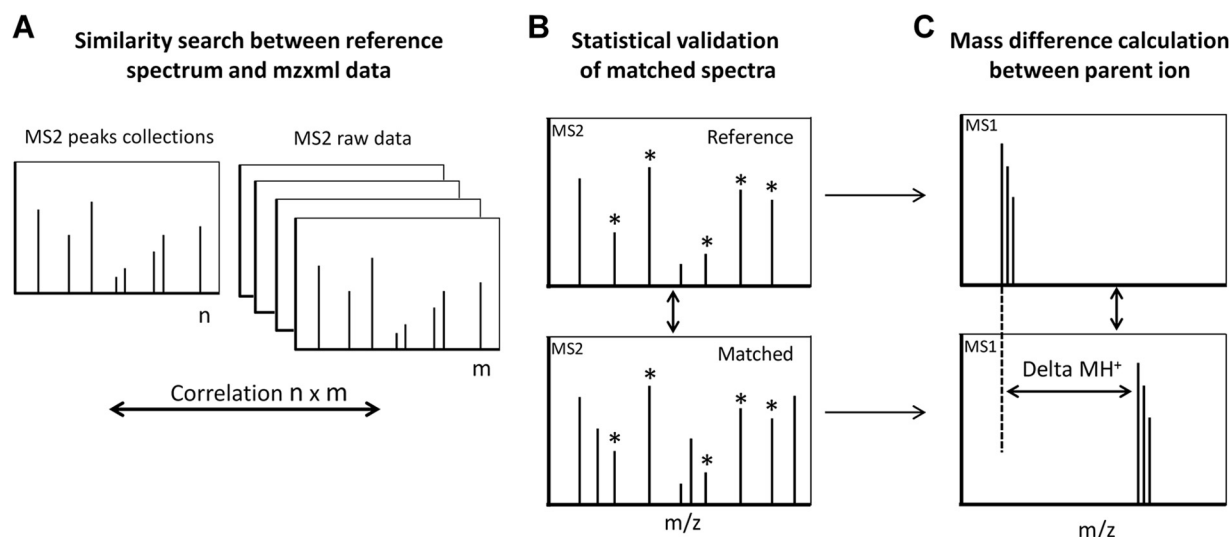 A
Similarity search between reference
spectrum and mzxml data
MS2 peaks collections
MS2 raw data
n
m
Correlation n x m
B
Statistical validation
of matched spectra
MS2
Reference
* * * * * 
MS2
Matched
* * * * *
m/z
C
Mass difference calculation
between parent ion
MS1
MS1
Delta MH⁺
m/z